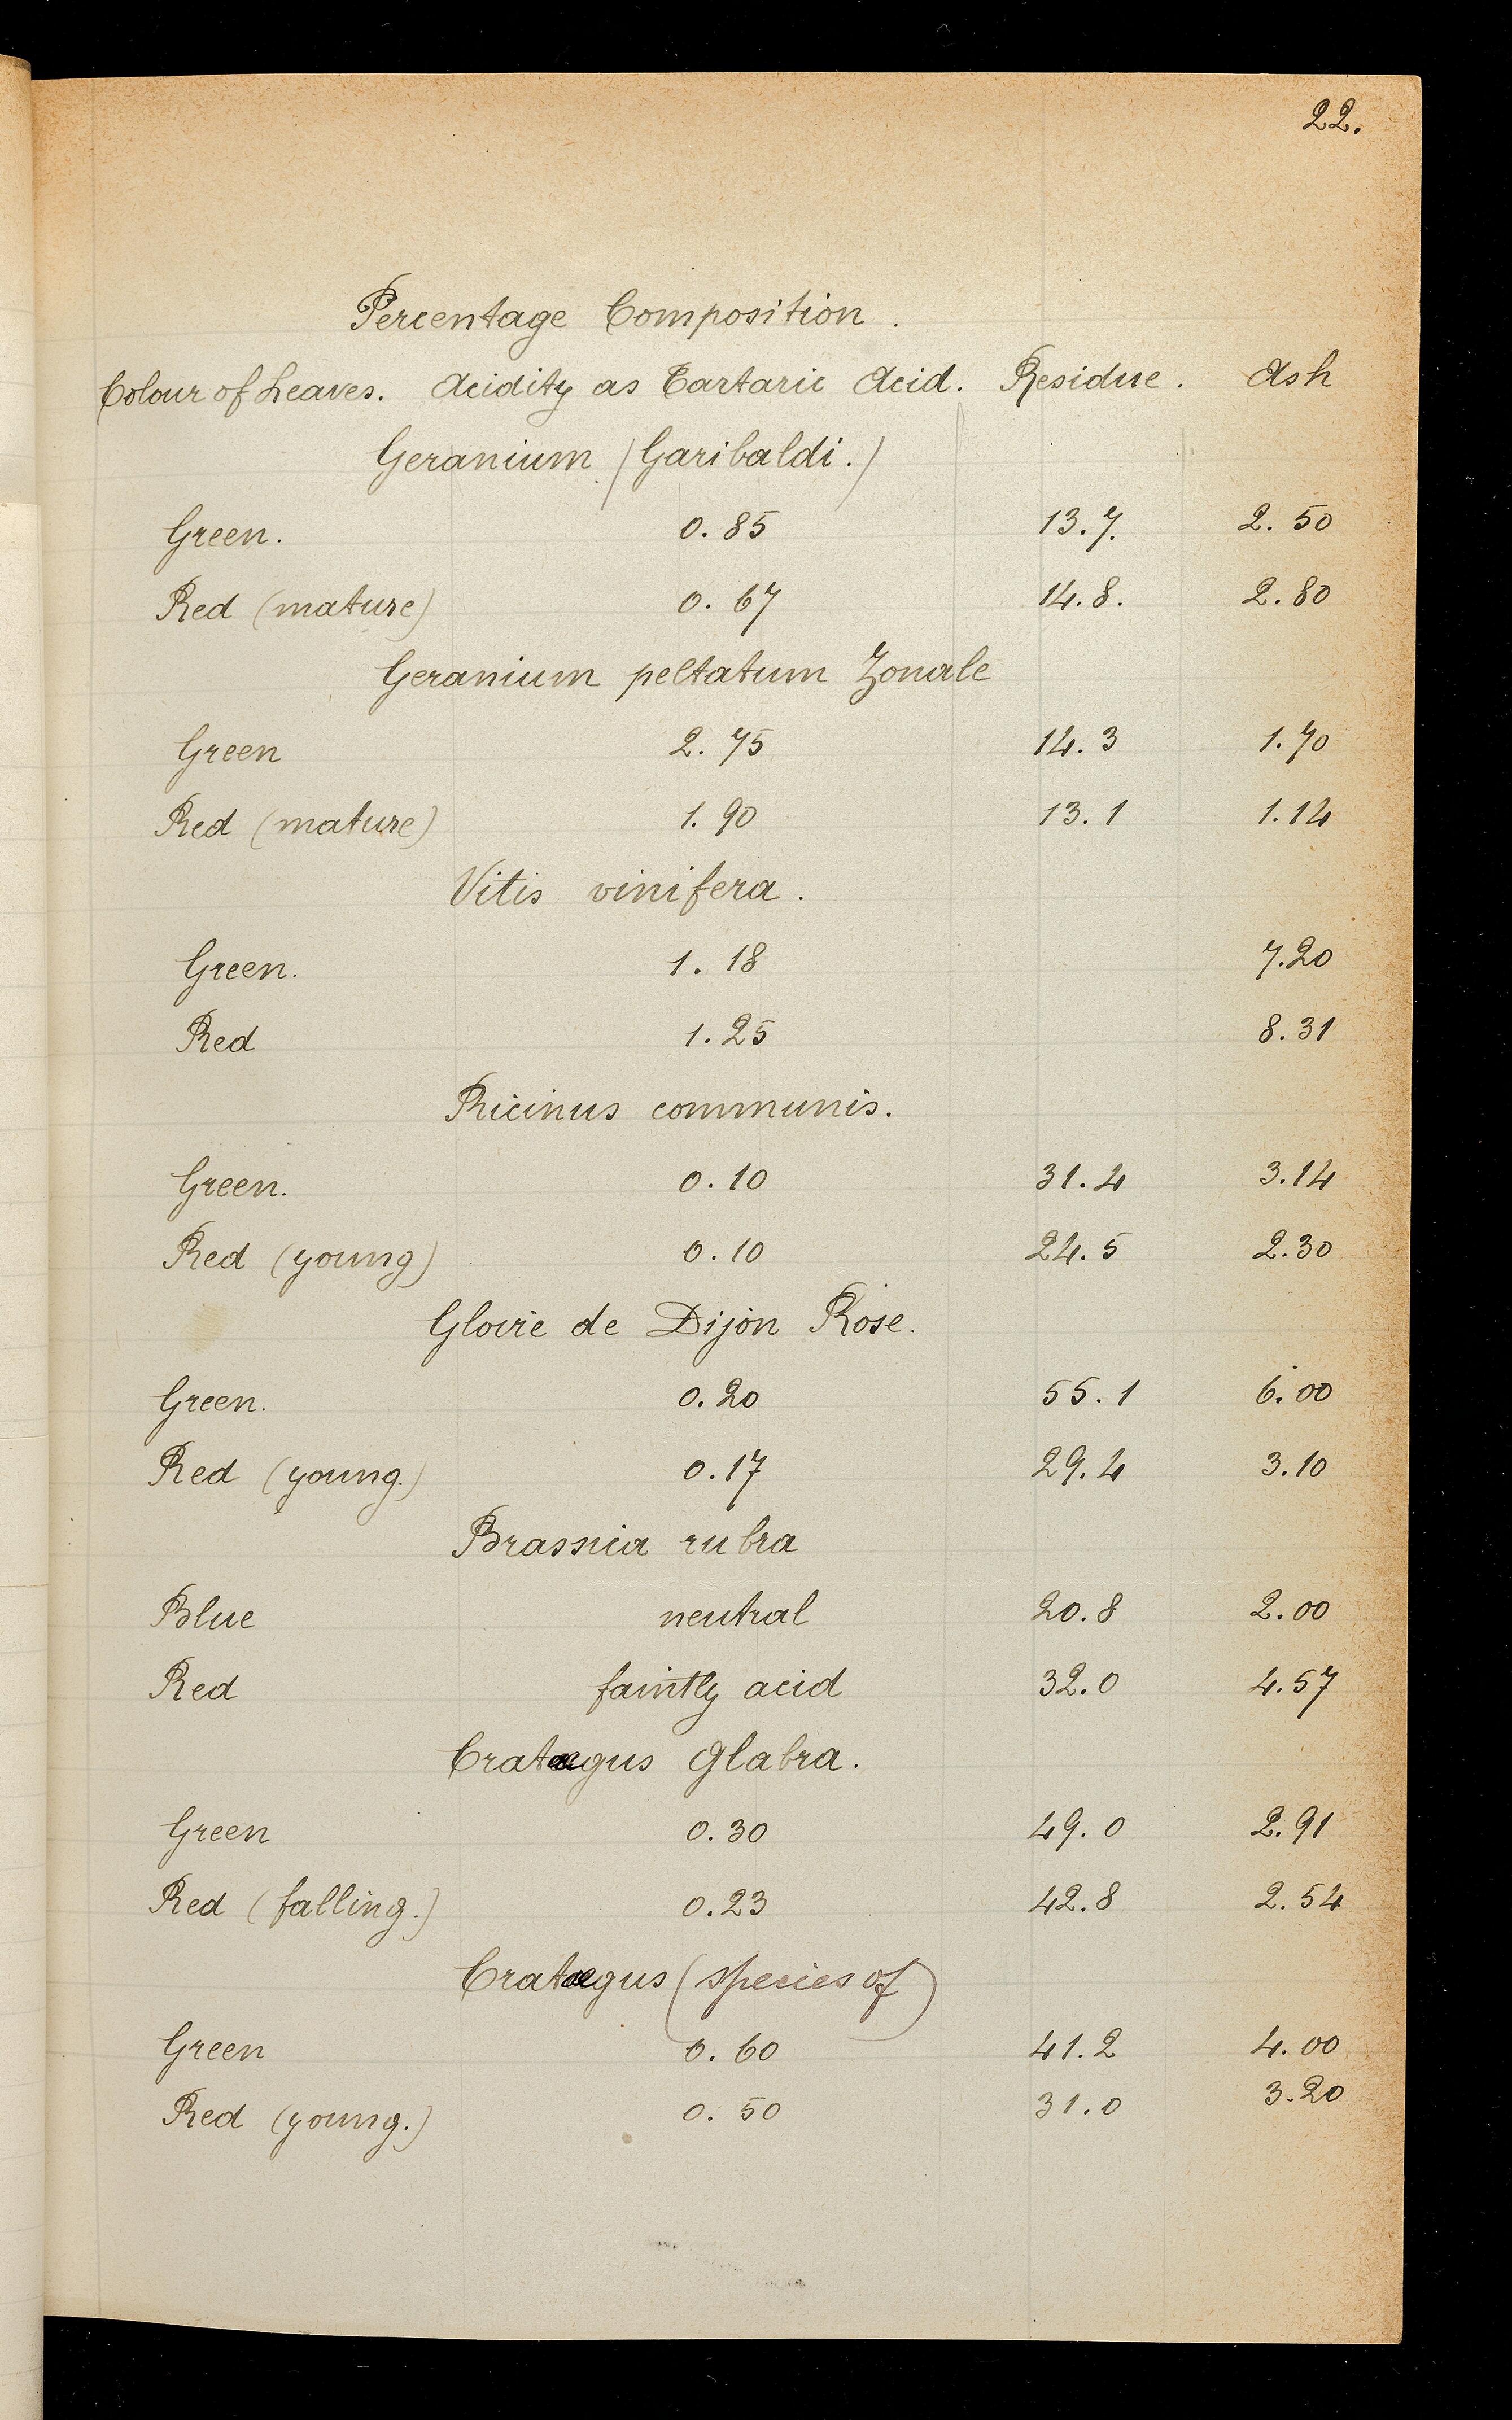 22.
Percentage Composition.
Colour of Leaves. Acidity as Tartaric Acid. Residue. Ash
Geranium (Garibaldi.)
Green. 0.85 13.7. 2.50
Red (mature) 0.67 14.8. 2.80
Geranium peltatum Zonale
Green 2.75 14.3 1.70
Red (mature) 1.90 13.1 1.14
Vitis vinifera.
Green. 1.18 7.20
Red 1.25 8.31
Ricinus communis.
Green. 0.10 31.4 3.14
Red (young) 0.10 24.5 2.30
Gloire de Dijon Rose.
Green. 0.20 55.1 6.00
Red (young.) 0.17 29.4 3.10
Brassica rubra
Blue neutral 20.8 2.00
Red faintly acid 32.0 4.57
Cratægus Glabra.
Green 0.30 49.0 2.91
Red (falling.) 0.23 42.8 2.54
Cratægus (species of)
Green 0.60 41.2 4.00
Red (young.) 0.50 31.0 3.20